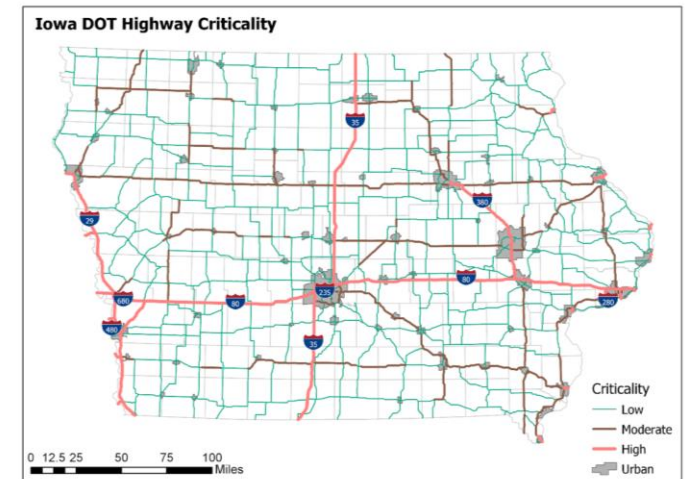 Iowa DOT Highway Criticality
35
380
29
235
80
680
80
280
480
35
Criticality
Low
Moderate
High
Urban
0 12.5 25 50 75 100
Miles